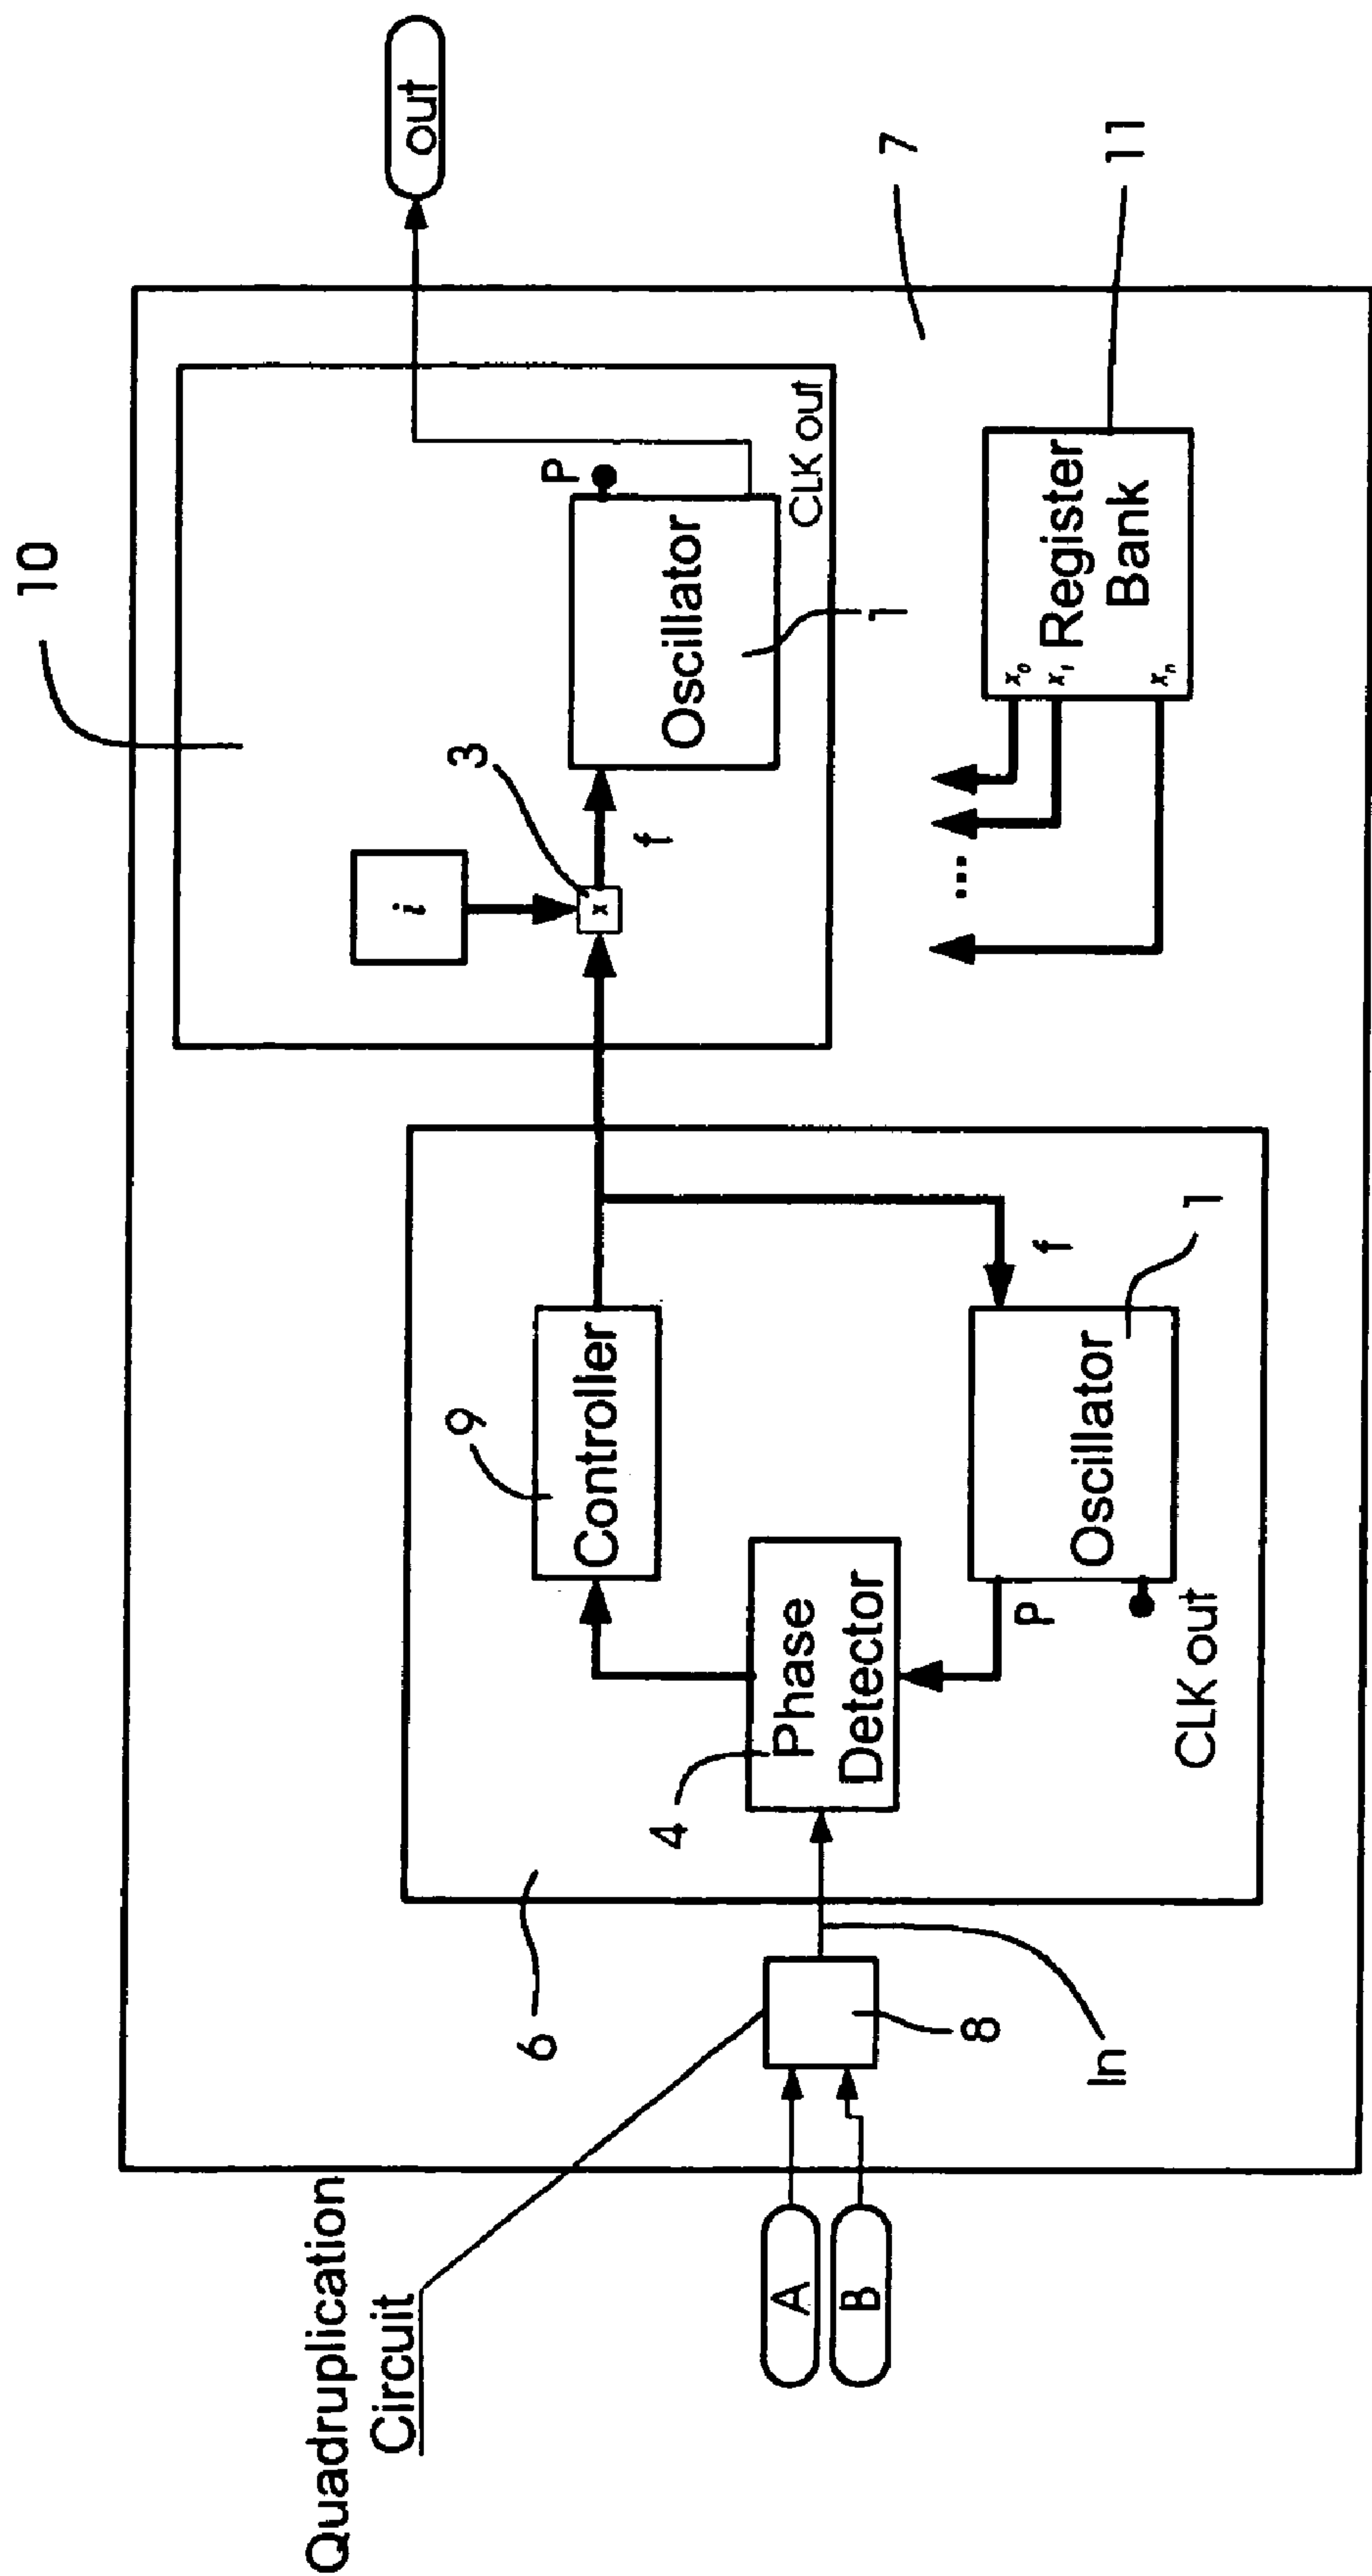 Quadruplication
Circuit
A
B
8
In
6
4
Phase
Detector
9
Controller
f
P
Oscillator
CLK out
1
10
i
3
x
f
P
Oscillator
CLK out
1
out
7
x₀
x₁
...
xₙ
Register
Bank
11